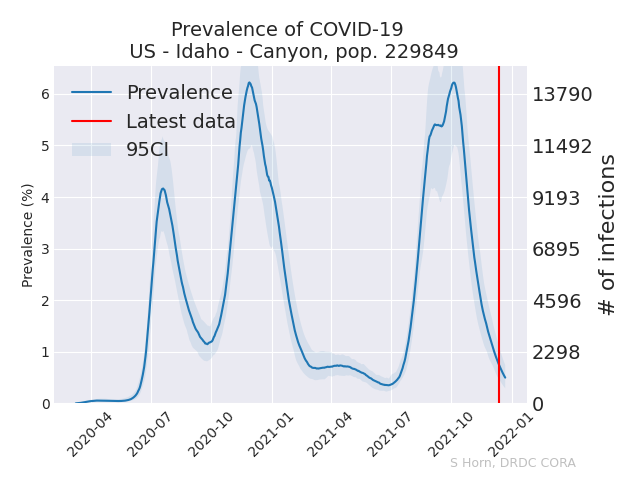 Prevalence of COVID-19
US - Idaho - Canyon, pop. 229849
Prevalence
Latest data
95CI
Prevalence (%)
6
5
4
3
2
1
0
13790
11492
9193
6895
4596
2298
0
# of infections
2020-04
2020-07
2020-10
2021-01
2021-04
2021-07
2021-10
2022-01
S Horn, DRDC CORA